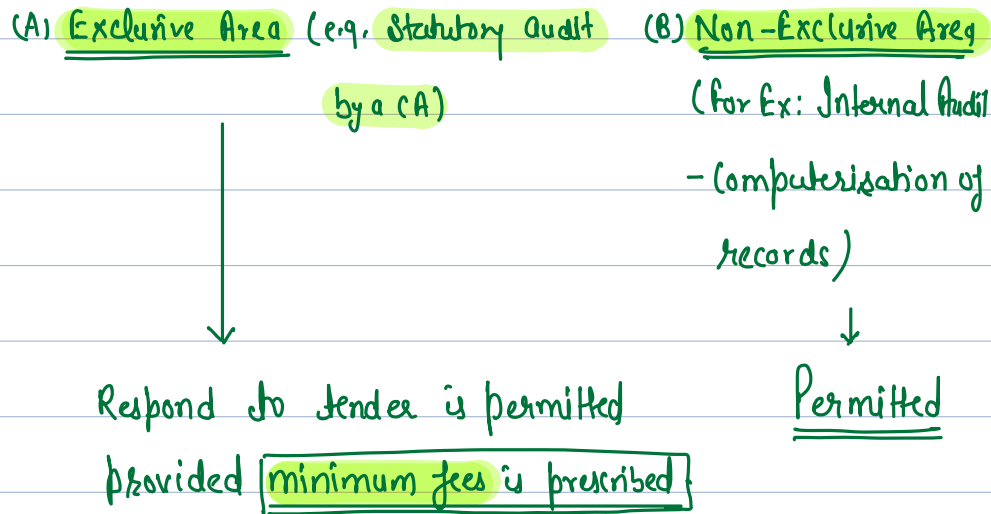 (A) Exclusive Area (e.g. Statutory audit
by a CA)
(B) Non-Exclusive Area
(For Ex: Internal Audit
- Computerisation of
records)
Respond to tender is permitted
provided minimum fees is prescribed
Permitted